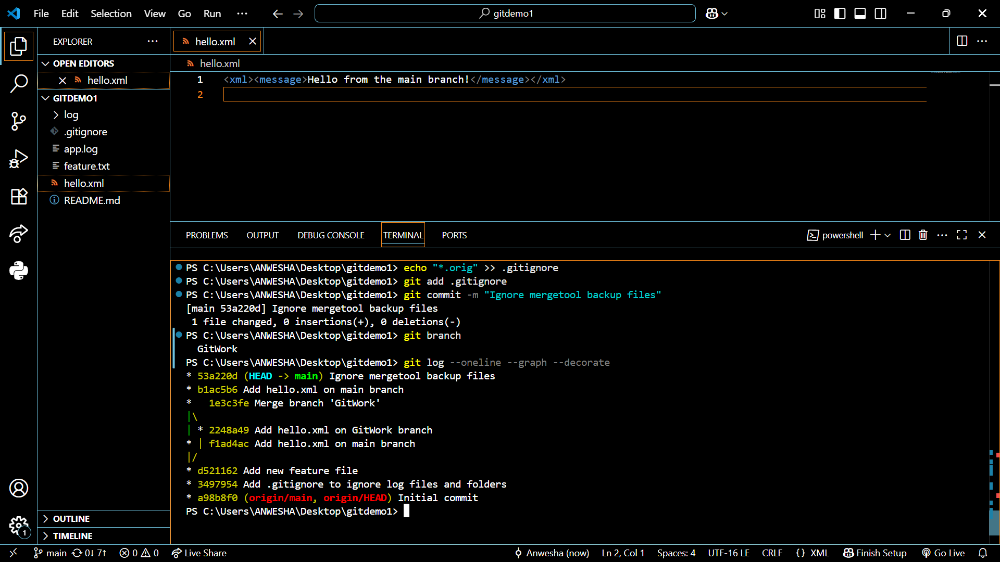 File Edit Selection View Go Run ··· gitdemo1
EXPLORER ···
OPEN EDITORS
hello.xml
GITDEMO1
log
.gitignore
app.log
feature.txt
hello.xml
README.md
OUTLINE
TIMELINE
hello.xml
hello.xml
1 <xml><message>Hello from the main branch!</message></xml>
2
PROBLEMS OUTPUT DEBUG CONSOLE TERMINAL PORTS powershell
PS C:\Users\ANWESHA\Desktop\gitdemo1> echo "*.orig" >> .gitignore
PS C:\Users\ANWESHA\Desktop\gitdemo1> git add .gitignore
PS C:\Users\ANWESHA\Desktop\gitdemo1> git commit -m "Ignore mergetool backup files"
[main 53a220d] Ignore mergetool backup files
1 file changed, 0 insertions(+), 0 deletions(-)
PS C:\Users\ANWESHA\Desktop\gitdemo1> git branch
GitWork
PS C:\Users\ANWESHA\Desktop\gitdemo1> git log --oneline --graph --decorate
* 53a220d (HEAD -> main) Ignore mergetool backup files
* b1ac5b6 Add hello.xml on main branch
*   1e3c3fe Merge branch 'GitWork'
|\
| * 2248a49 Add hello.xml on GitWork branch
* | f1ad4ac Add hello.xml on main branch
|/
* d521162 Add new feature file
* 3497954 Add .gitignore to ignore log files and folders
* a98b8f0 (origin/main, origin/HEAD) Initial commit
PS C:\Users\ANWESHA\Desktop\gitdemo1>
1
main 0↓ 7↑ 0 0 Live Share Anwesha (now) Ln 2, Col 1 Spaces: 4 UTF-16 LE CRLF {} XML Finish Setup Go Live